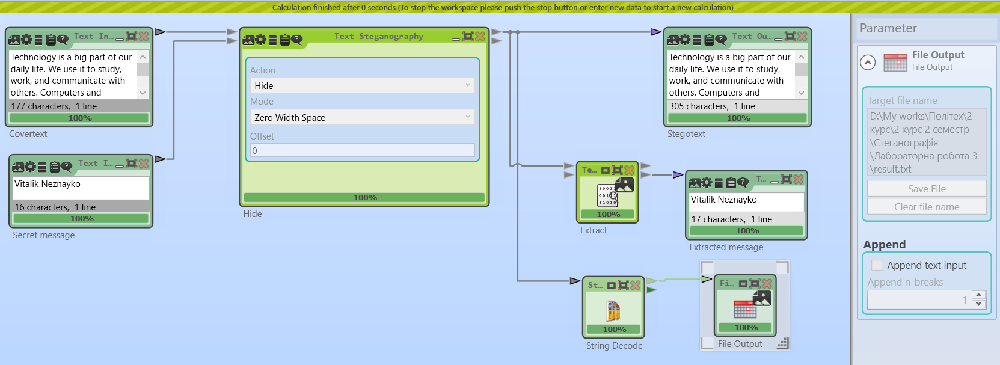 Calculation finished after 0 seconds (To stop the workspace please push the stop button or enter new data to start a new calculation)
Text In...
Technology is a big part of our
daily life. We use it to study,
work, and communicate with
others. Computers and
177 characters, 1 line
100%
Covertext
Text I...
Vitalik Neznayko
16 characters, 1 line
100%
Secret message
Text Steganography
Action
Hide
Mode
Zero Width Space
Offset
0
100%
Hide
Text Ou...
Technology is a big part of our
daily life. We use it to study,
work, and communicate with
others. Computers and
305 characters, 1 line
100%
Stegotext
Te...
100%
Extract
T...
Vitalik Neznayko
17 characters, 1 line
100%
Extracted message
St...
100%
String Decode
Fi...
100%
File Output
Parameter
File Output
File Output
Target file name
D:\My works\Політех\2
курс\2 курс 2 семестр
\Стеганографія
\Лабораторна робота 3
\result.txt
Save File
Clear file name
Append
Append text input
Append n-breaks
1